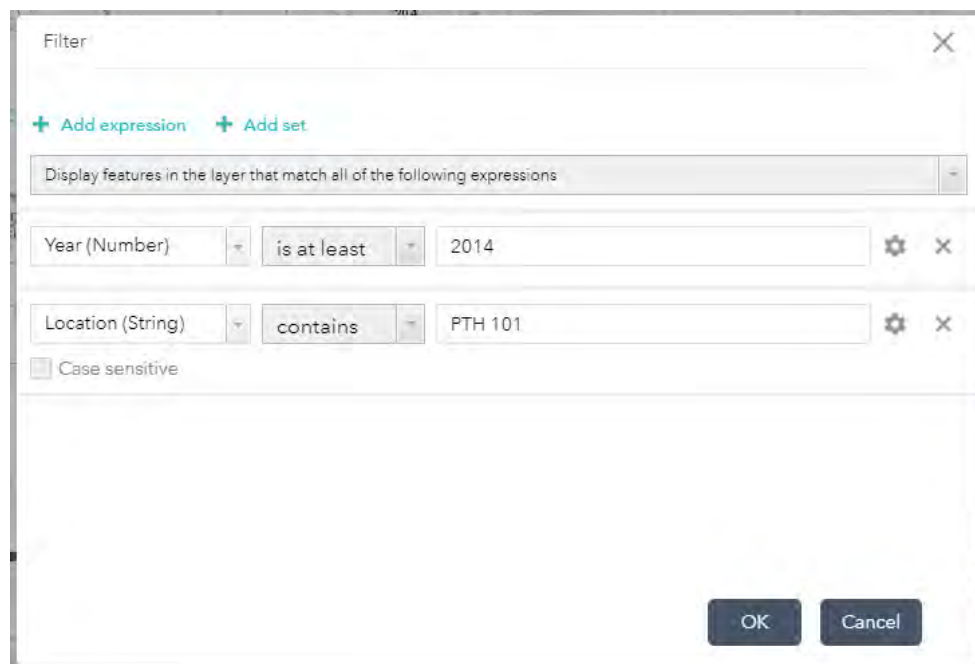 Filter
Add expression Add set
Display features in the layer that match all of the following expressions
Year (Number) is at least 2014
Location (String) contains PTH 101
Case sensitive
OK Cancel